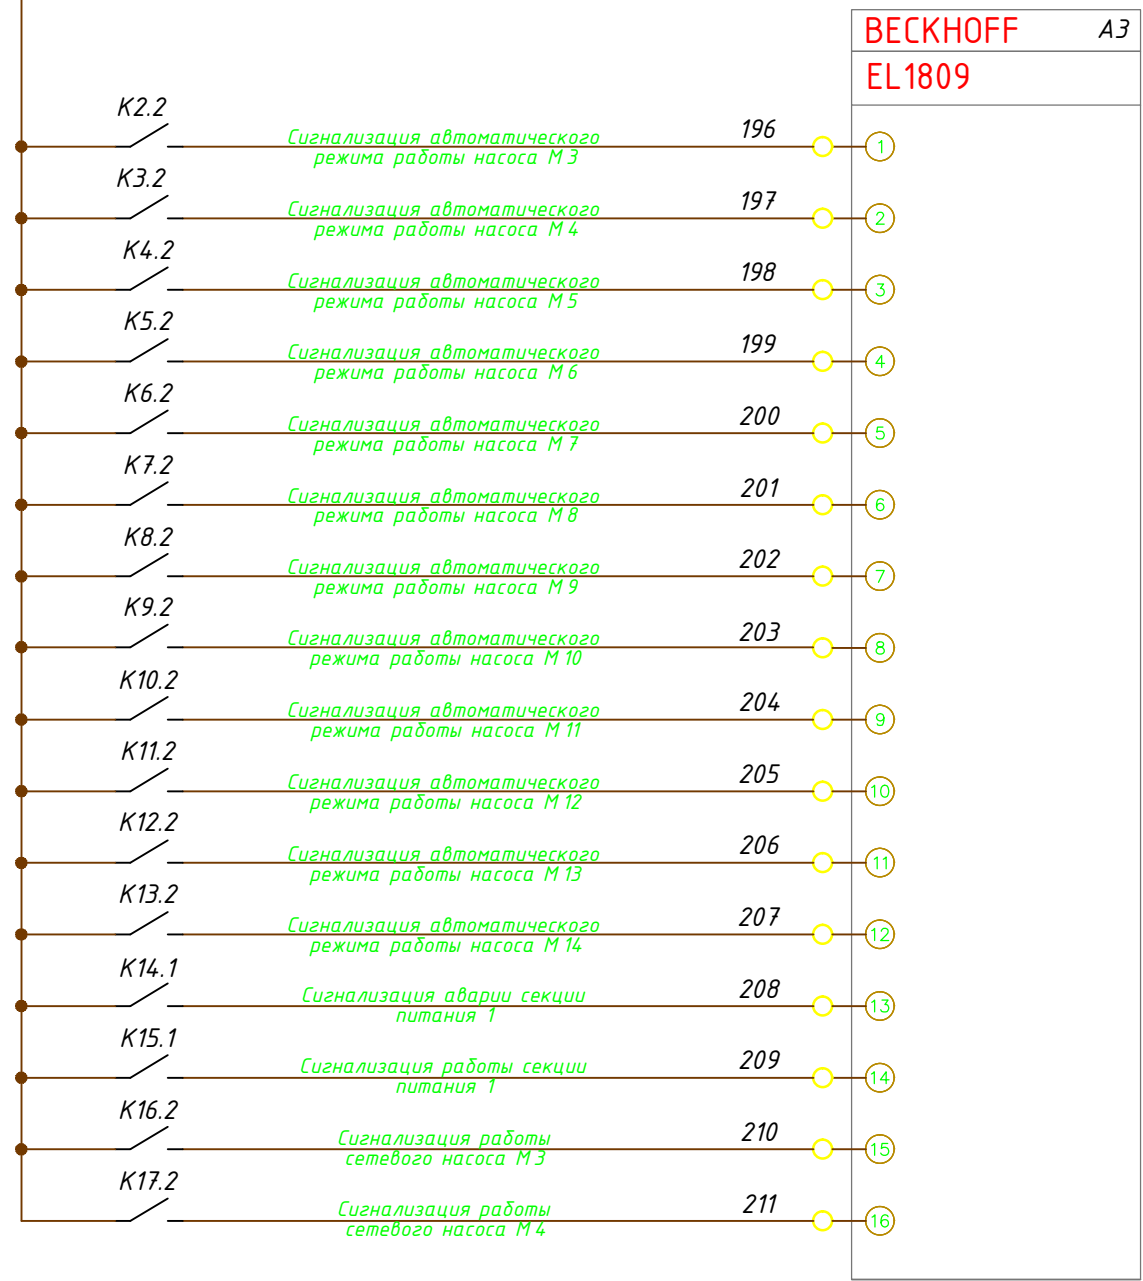 BECKHOFF A3
EL1809
K2.2
Сигнализация автоматического 196 1
режима работы насоса М 3
K3.2
Сигнализация автоматического 197 2
режима работы насоса М 4
K4.2
Сигнализация автоматического 198 3
режима работы насоса М 5
K5.2
Сигнализация автоматического 199 4
режима работы насоса М 6
K6.2
Сигнализация автоматического 200 5
режима работы насоса М 7
K7.2
Сигнализация автоматического 201 6
режима работы насоса М 8
K8.2
Сигнализация автоматического 202 7
режима работы насоса М 9
K9.2
Сигнализация автоматического 203 8
режима работы насоса М 10
K10.2
Сигнализация автоматического 204 9
режима работы насоса М 11
K11.2
Сигнализация автоматического 205 10
режима работы насоса М 12
K12.2
Сигнализация автоматического 206 11
режима работы насоса М 13
K13.2
Сигнализация автоматического 207 12
режима работы насоса М 14
K14.1
Сигнализация аварии секции 208 13
питания 1
K15.1
Сигнализация работы секции 209 14
питания 1
K16.2
Сигнализация работы 210 15
сетевого насоса М 3
K17.2
Сигнализация работы 211 16
сетевого насоса М 4